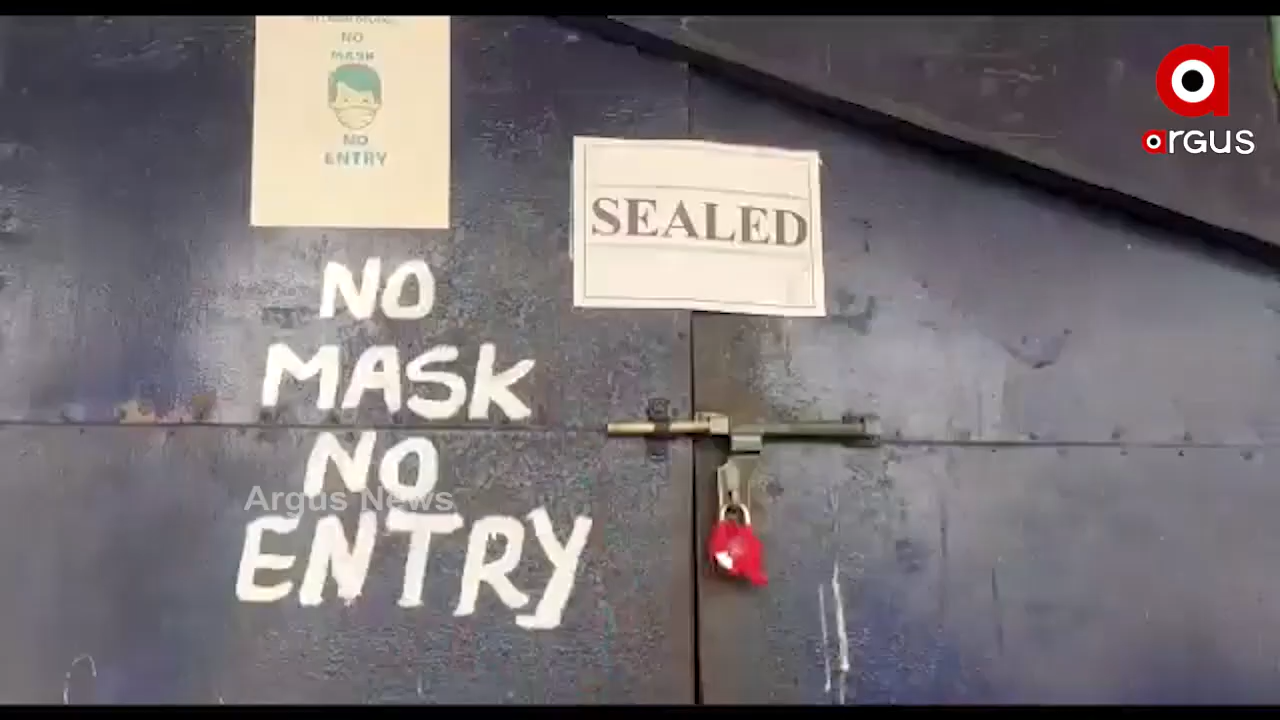 NO
MASK
NO
ENTRY
SEALED
NO
MASK
NO
ENTRY
Argus News
argus